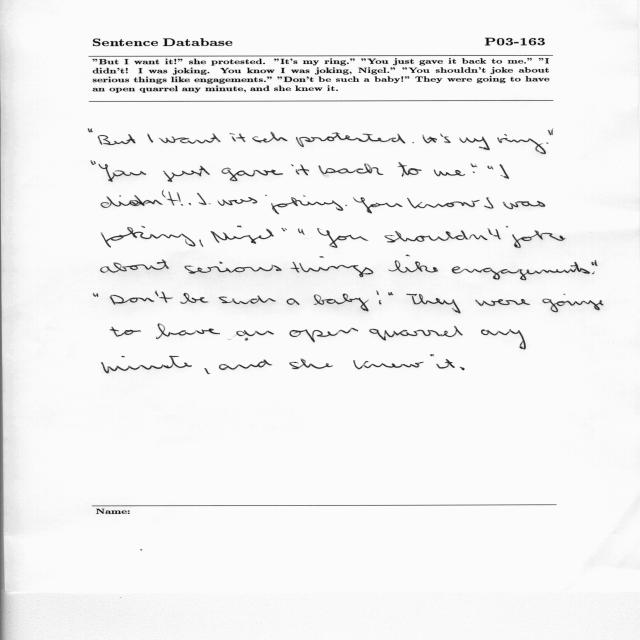 Sentence Database P03-163
"But I want it!" she protested. "It's my ring." "You just gave it back to me." "I
didn't! I was joking. You know I was joking, Nigel." "You shouldn't joke about
serious things like engagements." "Don't be such a baby!" They were going to have
an open quarrel any minute, and she knew it.
"But I want it seh protested. It's my ring."
"You just gave it back to me." "I
didn't!. I was joking. You know I was
joking, Nigel" "You shouldn't joke
about serious things like engagements."
"Don't be such a baby!" They were going
to have an open quarrel any
minute, and she knew it.
Name: